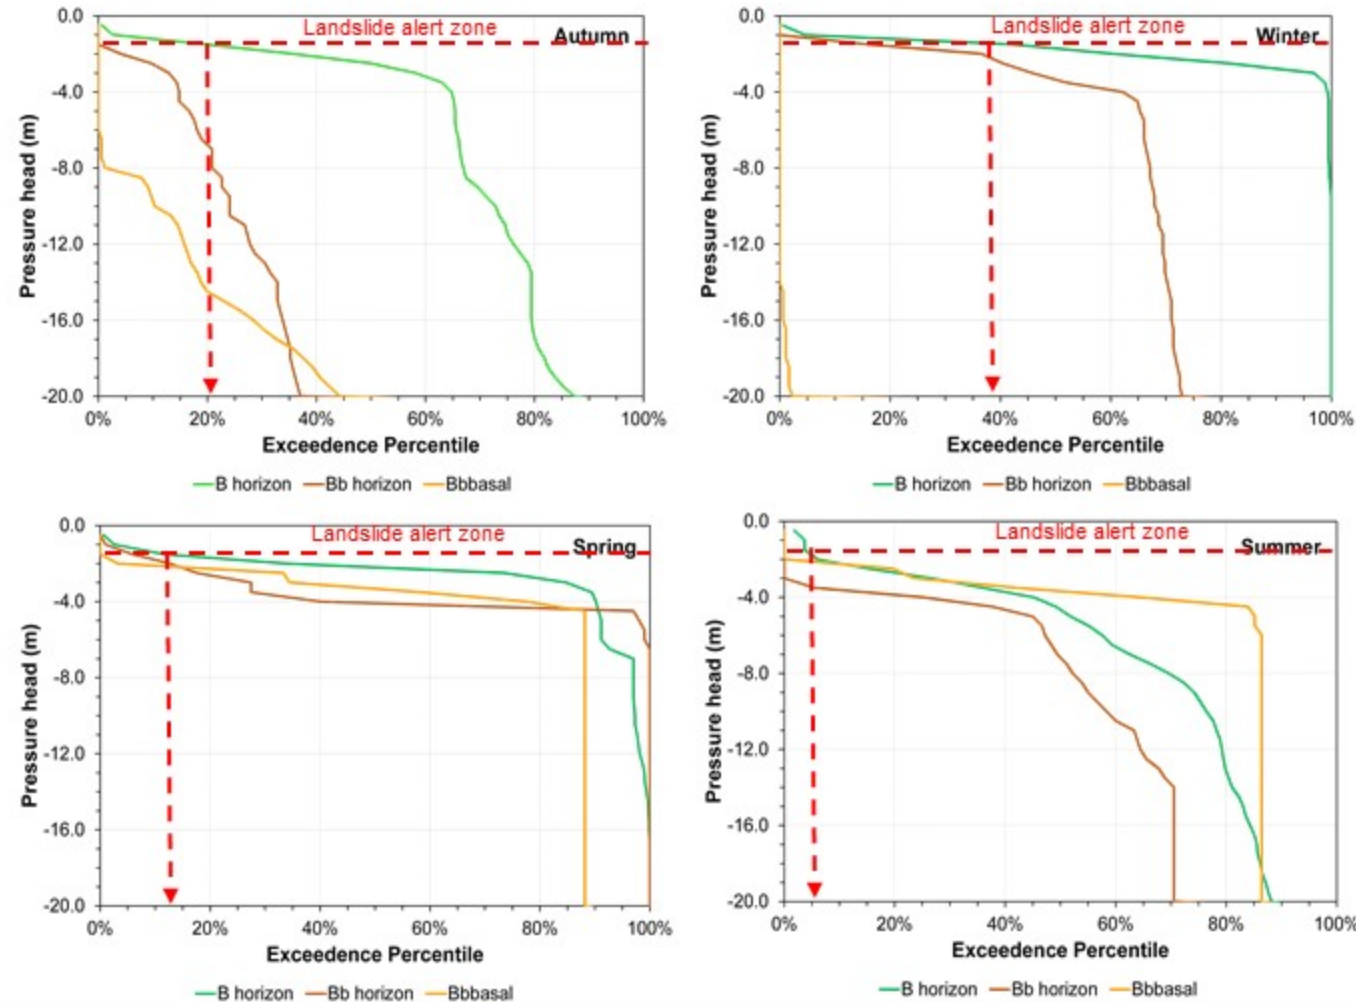 Landslide alert zone
Autumn
Pressure head (m)
0.0
-4.0
-8.0
-12.0
-16.0
-20.0
0% 20% 40% 60% 80% 100%
Exceedence Percentile
B horizon Bb horizon Bbbasal
Landslide alert zone
Winter
Pressure head (m)
0.0
-4.0
-8.0
-12.0
-16.0
-20.0
0% 20% 40% 60% 80% 100%
Exceedence Percentile
B horizon Bb horizon Bbbasal
Landslide alert zone
Spring
Pressure head (m)
0.0
-4.0
-8.0
-12.0
-16.0
-20.0
0% 20% 40% 60% 80% 100%
Exceedence Percentile
B horizon Bb horizon Bbbasal
Landslide alert zone
Summer
Pressure head (m)
0.0
-4.0
-8.0
-12.0
-16.0
-20.0
0% 20% 40% 60% 80% 100%
Exceedence Percentile
B horizon Bb horizon Bbbasal